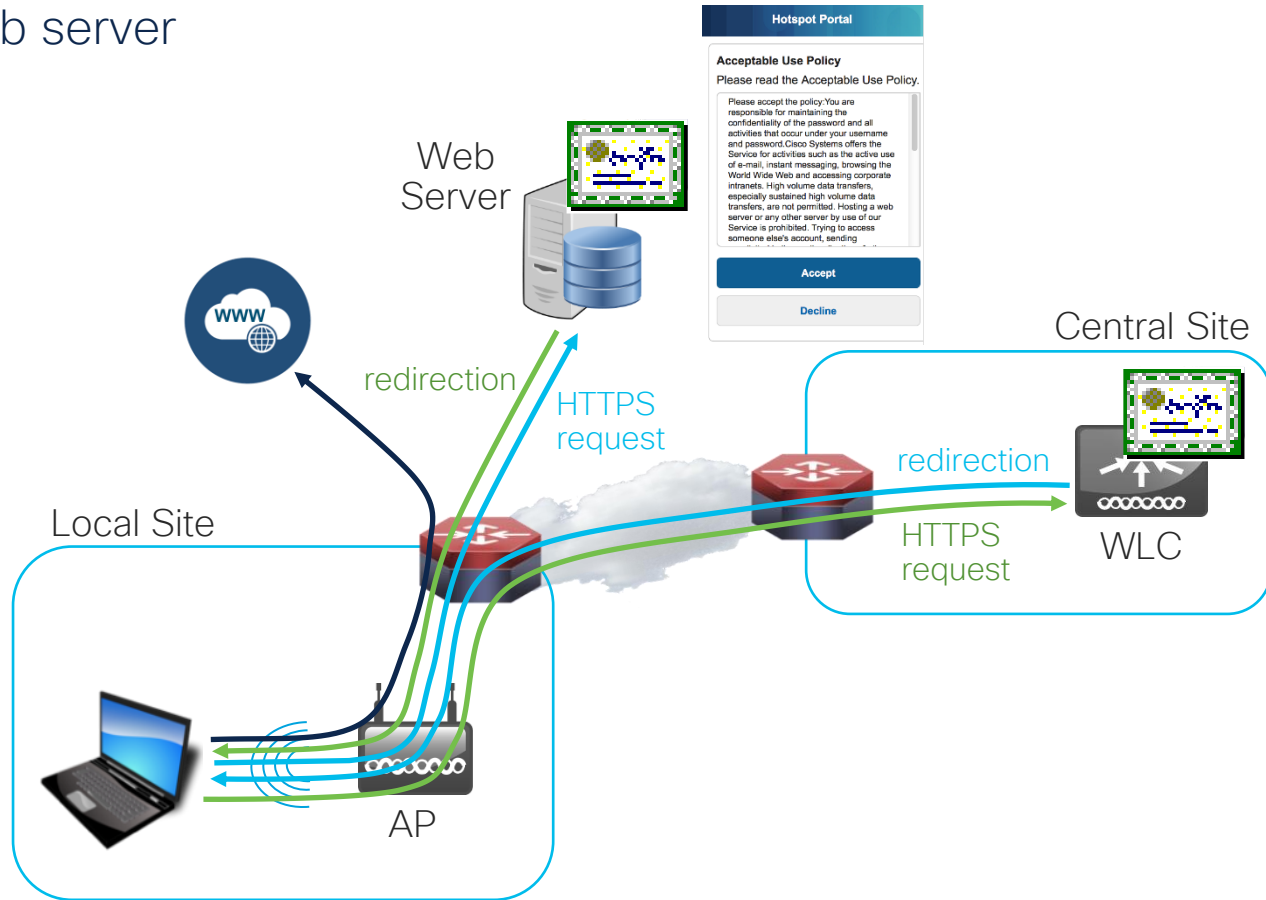 b server
Hotspot Portal
Acceptable Use Policy
Please read the Acceptable Use Policy.
Please accept the policy:You are
responsible for maintaining the
confidentiality of the password and all
activities that occur under your username
and password.Cisco Systems offers the
Service for activities such as the active use
of e-mail, instant messaging, browsing the
World Wide Web and accessing corporate
intranets. High volume data transfers,
especially sustained high volume data
transfers, are not permitted. Hosting a web
server or any other server by use of our
Service is prohibited. Trying to access
someone else's account, sending
Accept
Decline
Web
Server
WWW
redirection
HTTPS
request
Central Site
redirection
HTTPS
request
WLC
Local Site
AP